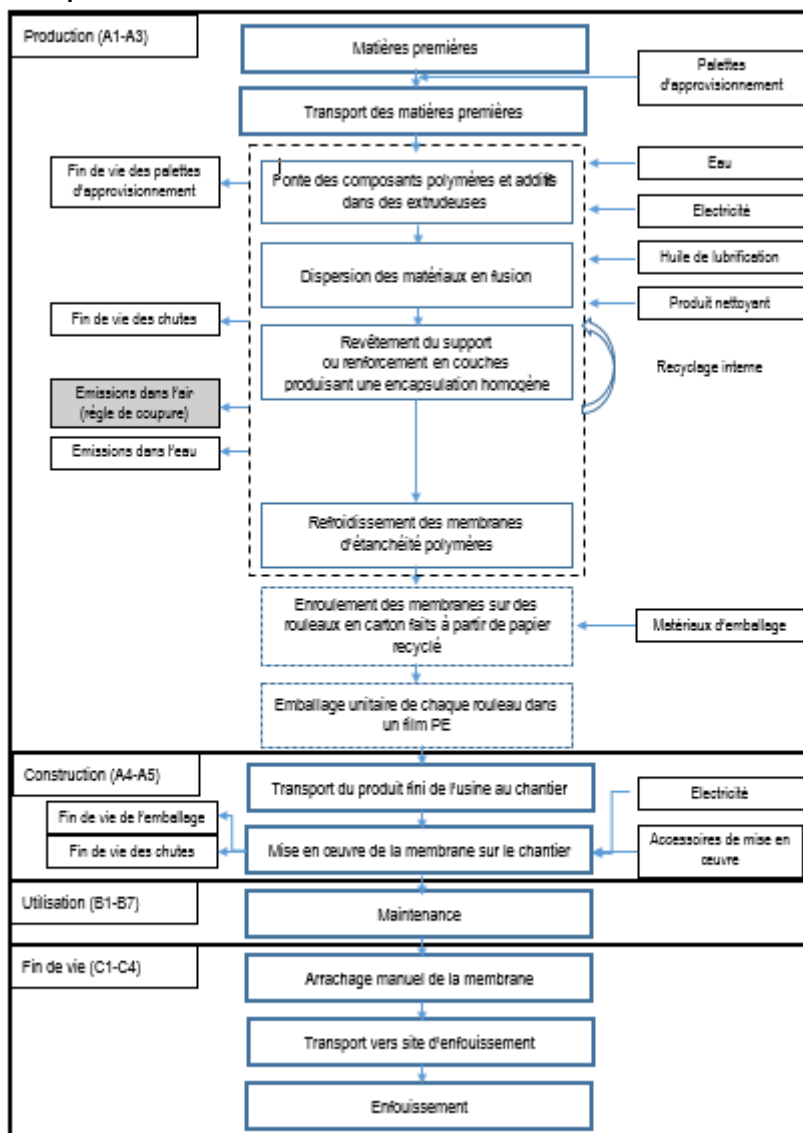 Production (A1-A3)
Matières premières
Palettes
d'approvisionnement
Transport des matières premières
Fin de vie des palettes
d'approvisionnement
Fonte des composants polymères et additifs
dans des extrudeuses
Eau
Electricité
Dispersion des matériaux en fusion
Huile de lubrification
Produit nettoyant
Fin de vie des chutes
Revêtement du support
ou renforcement en couches
produisant une encapsulation homogène
Recyclage interne
Emissions dans l'air
(règle de coupure)
Emissions dans l'eau
Refroidissement des membranes
d'étanchéité polymères
Enroulement des membranes sur des
rouleaux en carton faits à partir de papier
recyclé
Matériaux d'emballage
Emballage unitaire de chaque rouleau dans
un film PE
Construction (A4-A5)
Transport du produit fini de l'usine au chantier
Electricité
Fin de vie de l'emballage
Fin de vie des chutes
Mise en œuvre de la membrane sur le chantier
Accessoires de mise en
œuvre
Utilisation (B1-B7)
Maintenance
Fin de vie (C1-C4)
Arrachage manuel de la membrane
Transport vers site d'enfouissement
Enfouissement